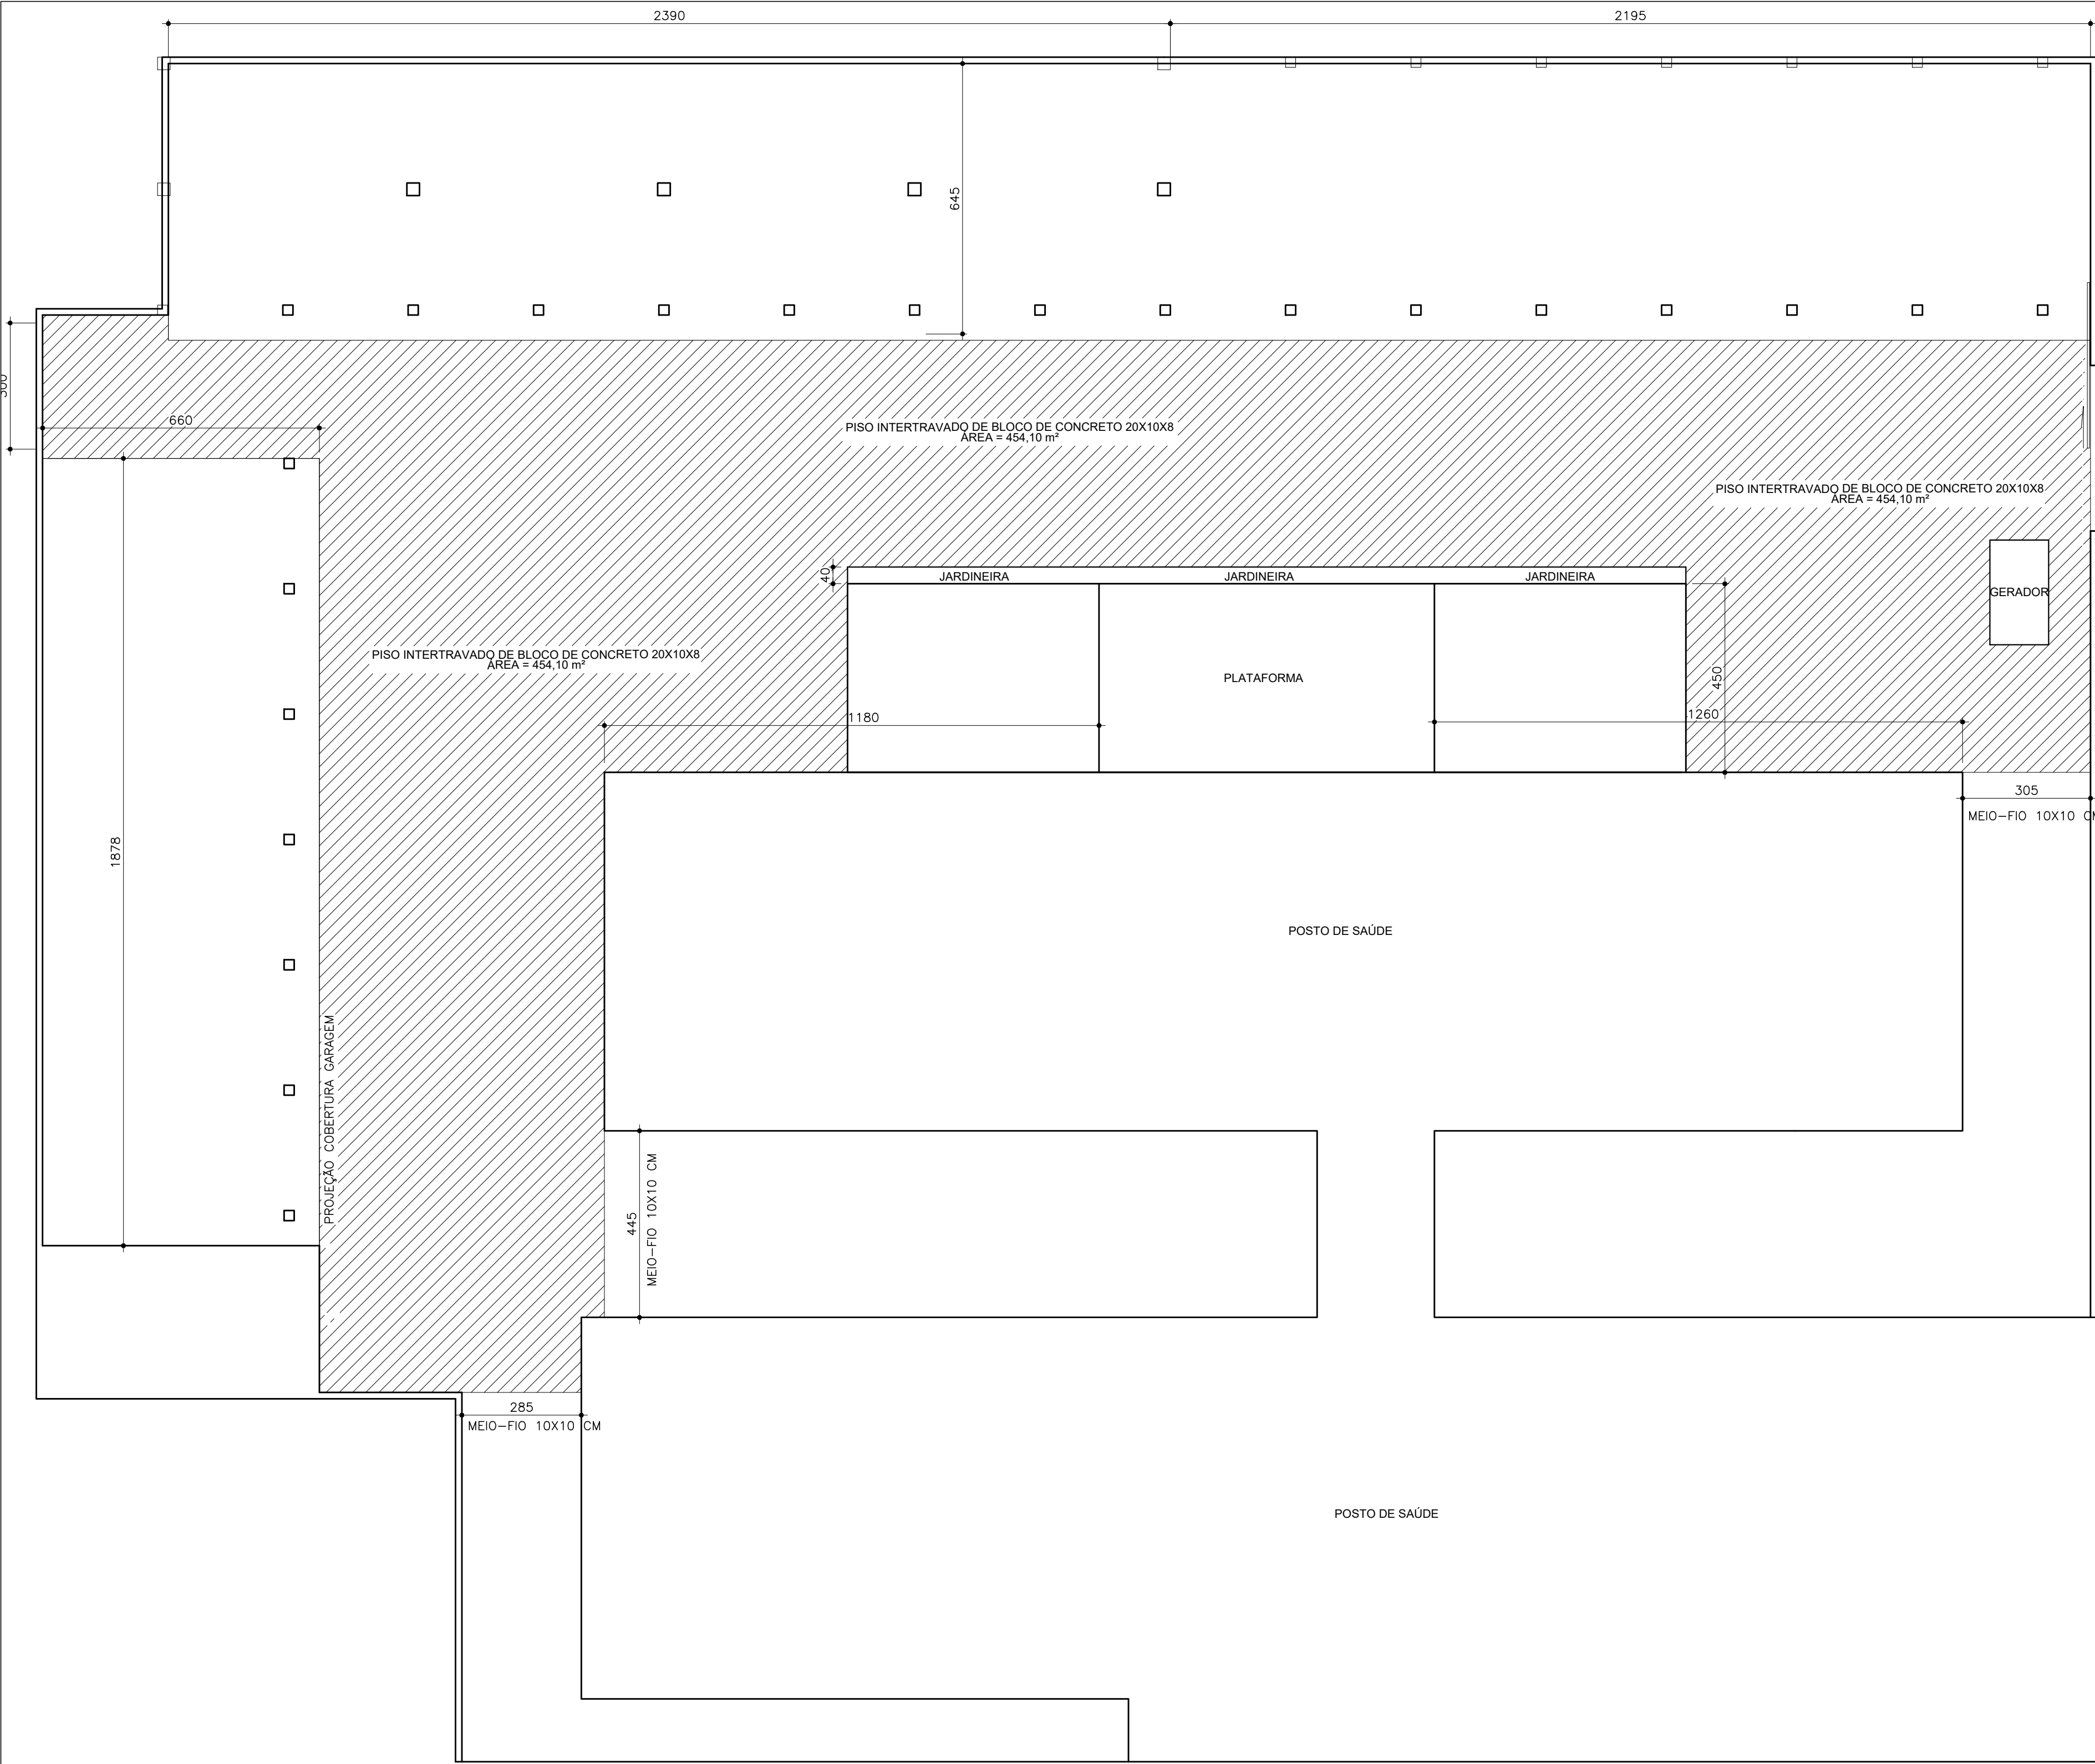 2390
2195
645
300
660
PISO INTERTRAVADO DE BLOCO DE CONCRETO 20X10X8
ÁREA = 454,10 m²
PISO INTERTRAVADO DE BLOCO DE CONCRETO 20X10X8
ÁREA = 454,10 m²
40
JARDINEIRA
JARDINEIRA
JARDINEIRA
GERADOR
PISO INTERTRAVADO DE BLOCO DE CONCRETO 20X10X8
ÁREA = 454,10 m²
PLATAFORMA
450
1180
1260
305
MEIO-FIO 10X10 CM
1878
POSTO DE SAÚDE
PROJEÇÃO COBERTURA GARAGEM
445
MEIO-FIO 10X10 CM
285
MEIO-FIO 10X10 CM
POSTO DE SAÚDE